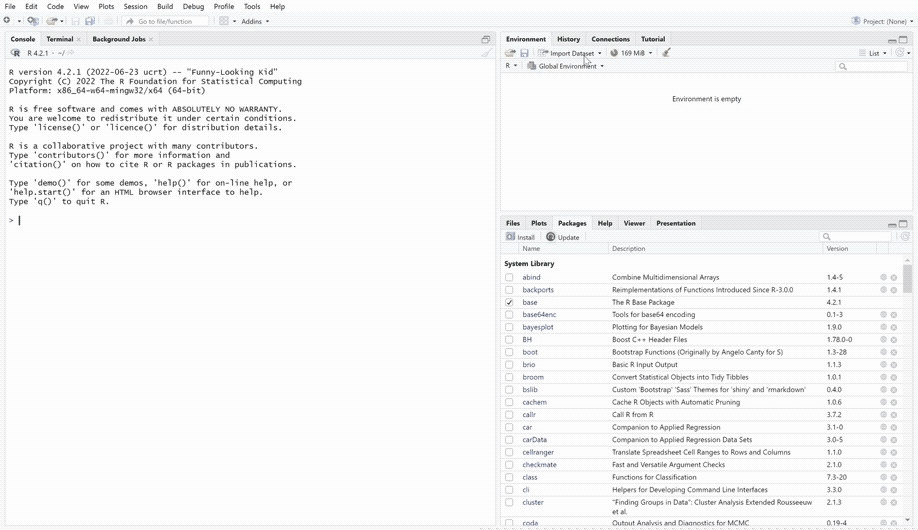 File Edit Code View Plots Session Build Debug Profile Tools Help
Go to file/function Addins Project: (None)
Console Terminal Background Jobs
R 4.2.1 · ~/
R version 4.2.1 (2022-06-23 ucrt) -- "Funny-Looking Kid"
Copyright (C) 2022 The R Foundation for Statistical Computing
Platform: x86_64-w64-mingw32/x64 (64-bit)
R is free software and comes with ABSOLUTELY NO WARRANTY.
You are welcome to redistribute it under certain conditions.
Type 'license()' or 'licence()' for distribution details.
R is a collaborative project with many contributors.
Type 'contributors()' for more information and
'citation()' on how to cite R or R packages in publications.
Type 'demo()' for some demos, 'help()' for on-line help, or
'help.start()' for an HTML browser interface to help.
Type 'q()' to quit R.
>
Environment History Connections Tutorial
Import Dataset 169 MiB List
R Global Environment
Environment is empty
Files Plots Packages Help Viewer Presentation
Install Update
Name Description Version
System Library
abind Combine Multidimensional Arrays 1.4-5
backports Reimplementations of Functions Introduced Since R-3.0.0 1.4.1
base The R Base Package 4.2.1
base64enc Tools for base64 encoding 0.1-3
bayesplot Plotting for Bayesian Models 1.9.0
BH Boost C++ Header Files 1.78.0-0
boot Bootstrap Functions (Originally by Angelo Canty for S) 1.3-28
brio Basic R Input Output 1.1.3
broom Convert Statistical Objects into Tidy Tibbles 1.0.1
bslib Custom 'Bootstrap' 'Sass' Themes for 'shiny' and 'rmarkdown' 0.4.0
cachem Cache R Objects with Automatic Pruning 1.0.6
callr Call R from R 3.7.2
car Companion to Applied Regression 3.1-0
carData Companion to Applied Regression Data Sets 3.0-5
cellranger Translate Spreadsheet Cell Ranges to Rows and Columns 1.1.0
checkmate Fast and Versatile Argument Checks 2.1.0
class Functions for Classification 7.3-20
cli Helpers for Developing Command Line Interfaces 3.3.0
cluster "Finding Groups in Data": Cluster Analysis Extended Rousseeuw et al. 2.1.3
coda Output Analysis and Diagnostics for MCMC 0.19-4